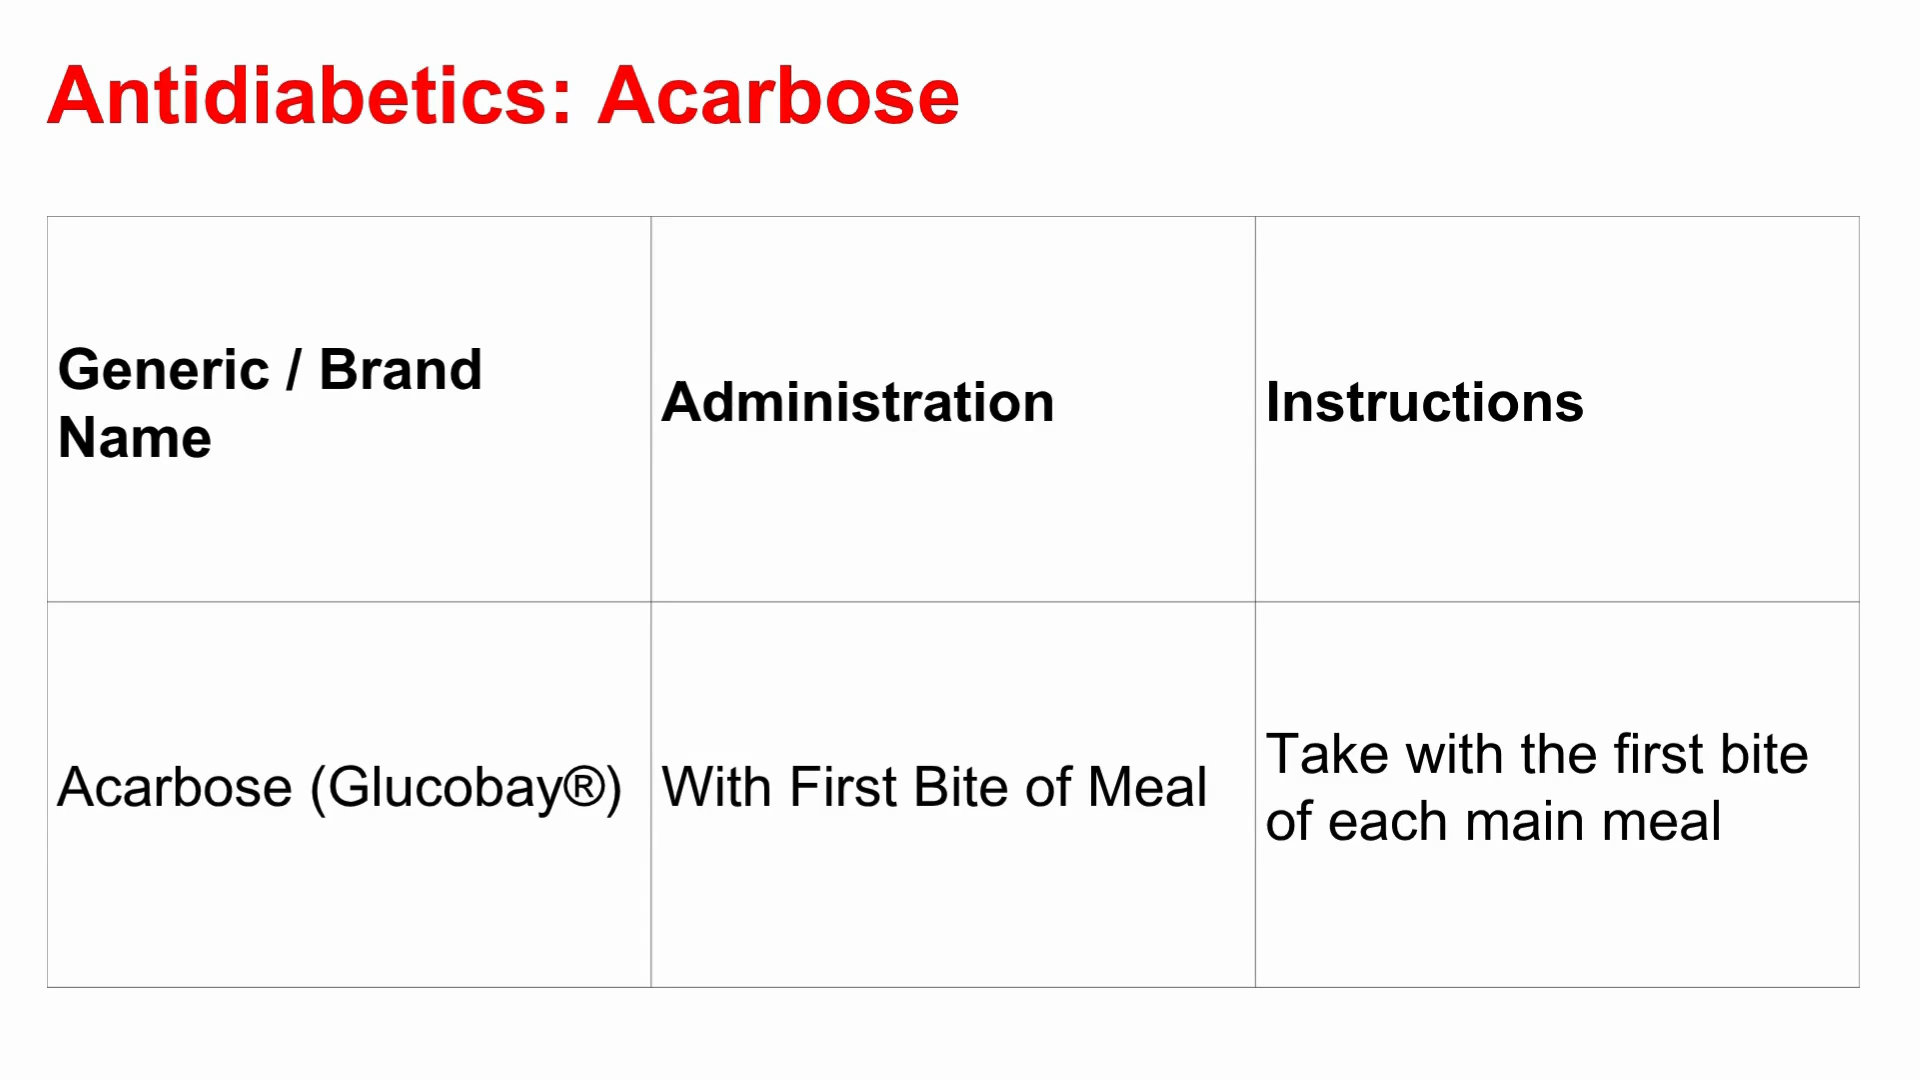 Antidiabetics: Acarbose
Generic / Brand
Name
Administration
Instructions
Acarbose (Glucobay®)
With First Bite of Meal
Take with the first bite
of each main meal